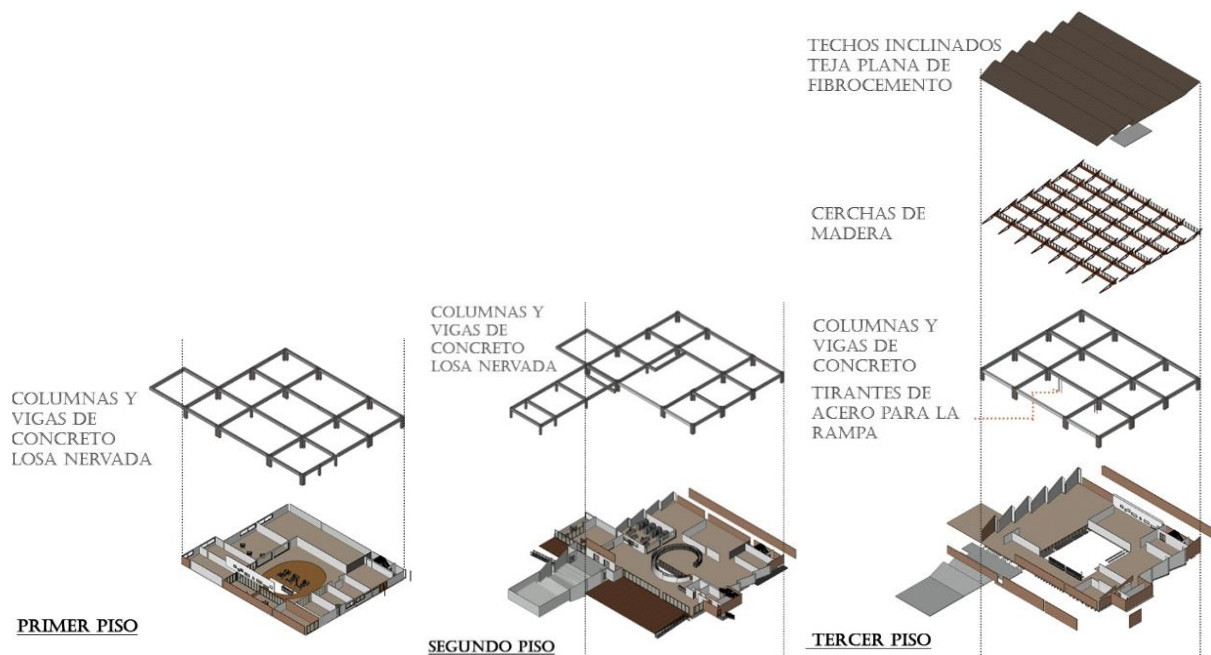 TECHOS INCLINADOS
TEJA PLANA DE
FIBROCEMENTO
CERCHAS DE
MADERA
COLUMNAS Y
VIGAS DE
CONCRETO
LOSA NERVADA
COLUMNAS Y
VIGAS DE
CONCRETO
LOSA NERVADA
COLUMNAS Y
VIGAS DE
CONCRETO
TIRANTES DE
ACERO PARA LA
RAMPA
PRIMER PISO
SEGUNDO PISO
TERCER PISO